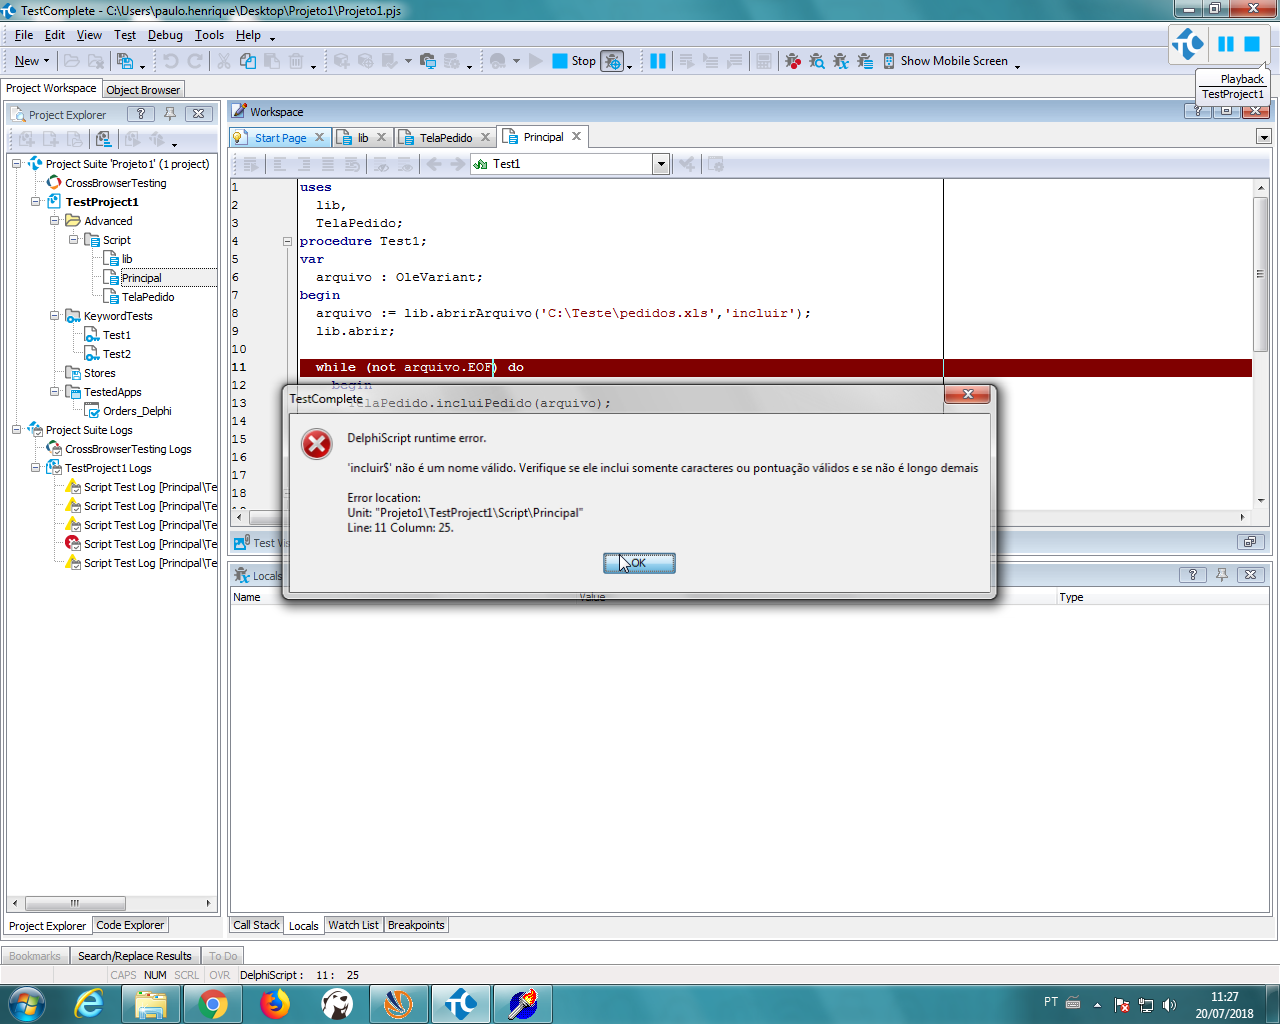 TestComplete - C:\Users\paulo.henrique\Desktop\Projeto1\Projeto1.pjs
File Edit View Test Debug Tools Help
New Stop Show Mobile Screen
Playback
TestProject1
Project Workspace Object Browser
Project Explorer
Workspace
Start Page lib TelaPedido Principal
Test1
Project Suite 'Projeto1' (1 project)
CrossBrowserTesting
TestProject1
Advanced
Script
lib
Principal
TelaPedido
KeywordTests
Test1
Test2
Stores
TestedApps
Orders_Delphi
Project Suite Logs
CrossBrowserTesting Logs
TestProject1 Logs
Script Test Log [Principal\Te
Script Test Log [Principal\Te
Script Test Log [Principal\Te
Script Test Log [Principal\Te
Script Test Log [Principal\Te
1 uses
2 lib,
3 TelaPedido;
4 procedure Test1;
5 var
6 arquivo : OleVariant;
7 begin
8 arquivo := lib.abrirArquivo('C:\Teste\pedidos.xls','incluir');
9 lib.abrir;
10
11 while (not arquivo.EOF) do
12 begin
13 TelaPedido.incluiPedido(arquivo);
14
15
16
17
18
TestComplete
DelphiScript runtime error.
'incluir$' não é um nome válido. Verifique se ele inclui somente caracteres ou pontuação válidos e se não é longo demais
Error location:
Unit: "Projeto1\TestProject1\Script\Principal"
Line: 11 Column: 25.
OK
Test Vis
Locals
Name Value Type
Project Explorer Code Explorer
Call Stack Locals Watch List Breakpoints
Bookmarks Search/Replace Results To Do
CAPS NUM SCRL OVR DelphiScript : 11 : 25
PT
11:27
20/07/2018